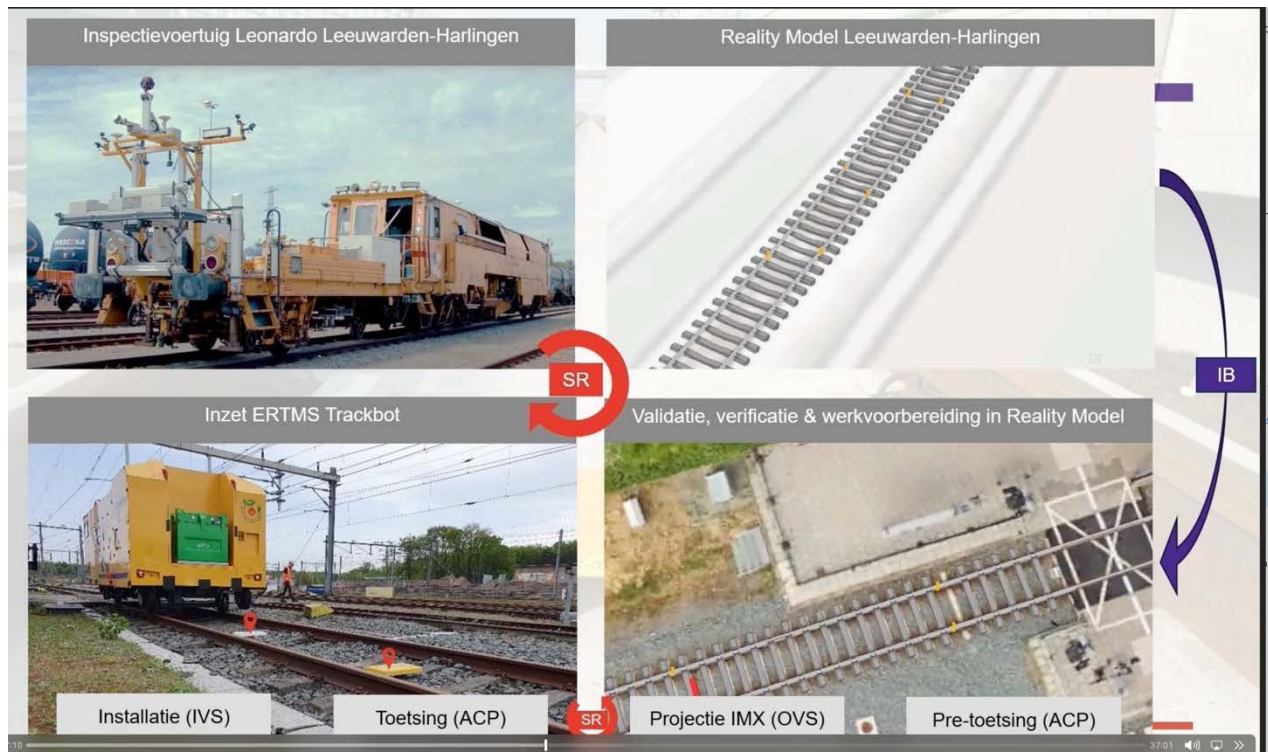 Inspectievoertuig Leonardo Leeuwarden-Harlingen
Reality Model Leeuwarden-Harlingen
SR
IB
Inzet ERTMS Trackbot
Validatie, verificatie & werkvoorbereiding in Reality Model
Installatie (IVS)
Toetsing (ACP)
SR
Projectie IMX (OVS)
Pre-toetsing (ACP)
37:01